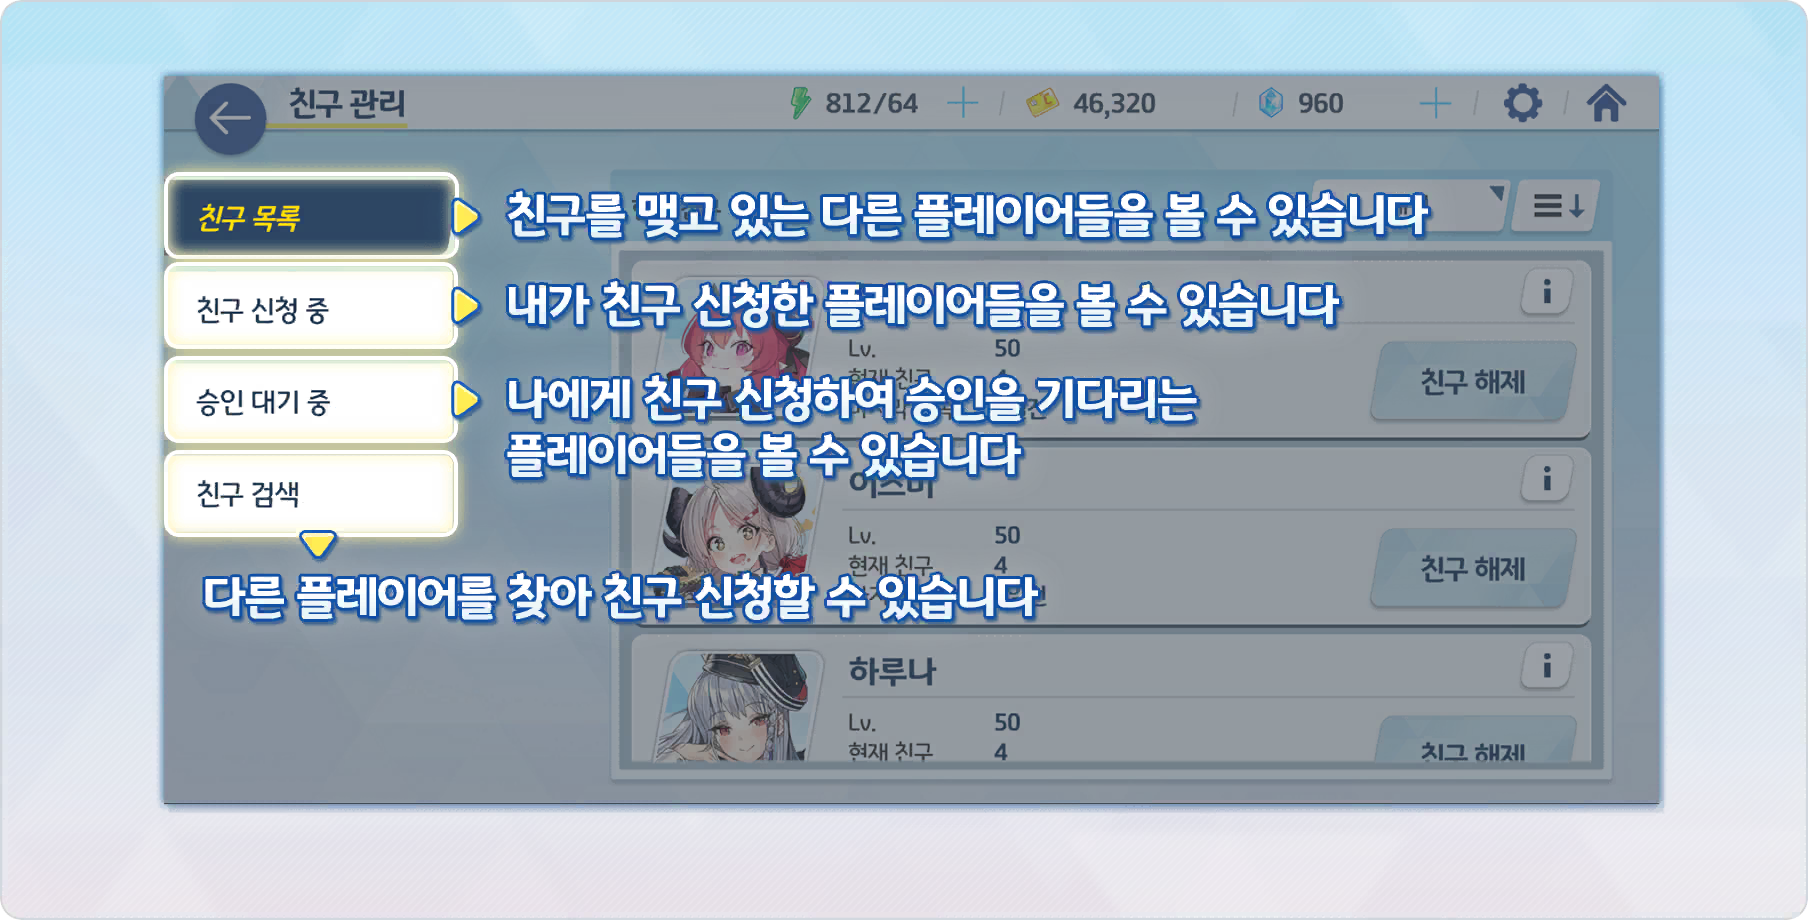 친구 관리
812/64
46,320
960
친구 목록
친구를 맺고 있는 다른 플레이어들을 볼 수 있습니다
친구 신청 중
내가 친구 신청한 플레이어들을 볼 수 있습니다
Lv. 50
현재 친구 4
친구 해제
승인 대기 중
나에게 친구 신청하여 승인을 기다리는
플레이어들을 볼 수 있습니다
친구 검색
다른 플레이어를 찾아 친구 신청할 수 있습니다
이즈미
Lv. 50
현재 친구 4
친구 해제
하루나
Lv. 50
현재 친구 4
친구 해제